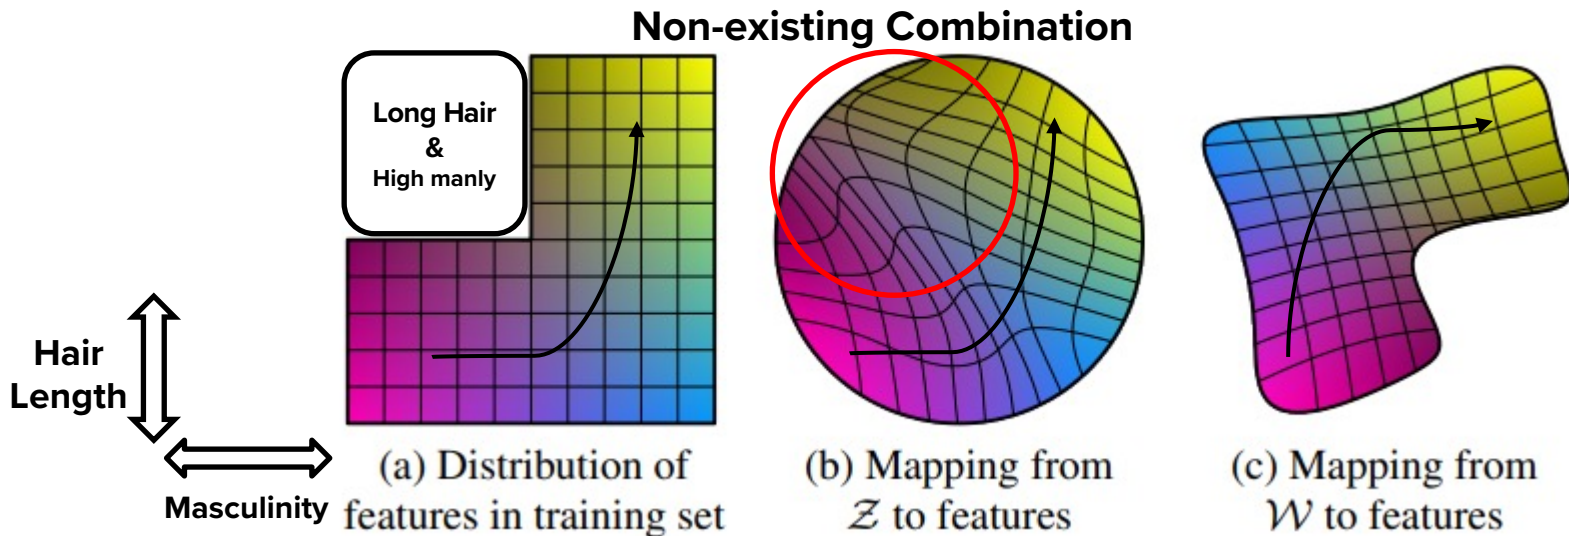 Non-existing Combination
Long Hair
&
High manly
Hair
Length
Masculinity
(a) Distribution of
features in training set
(b) Mapping from
𝒵 to features
(c) Mapping from
𝒲 to features